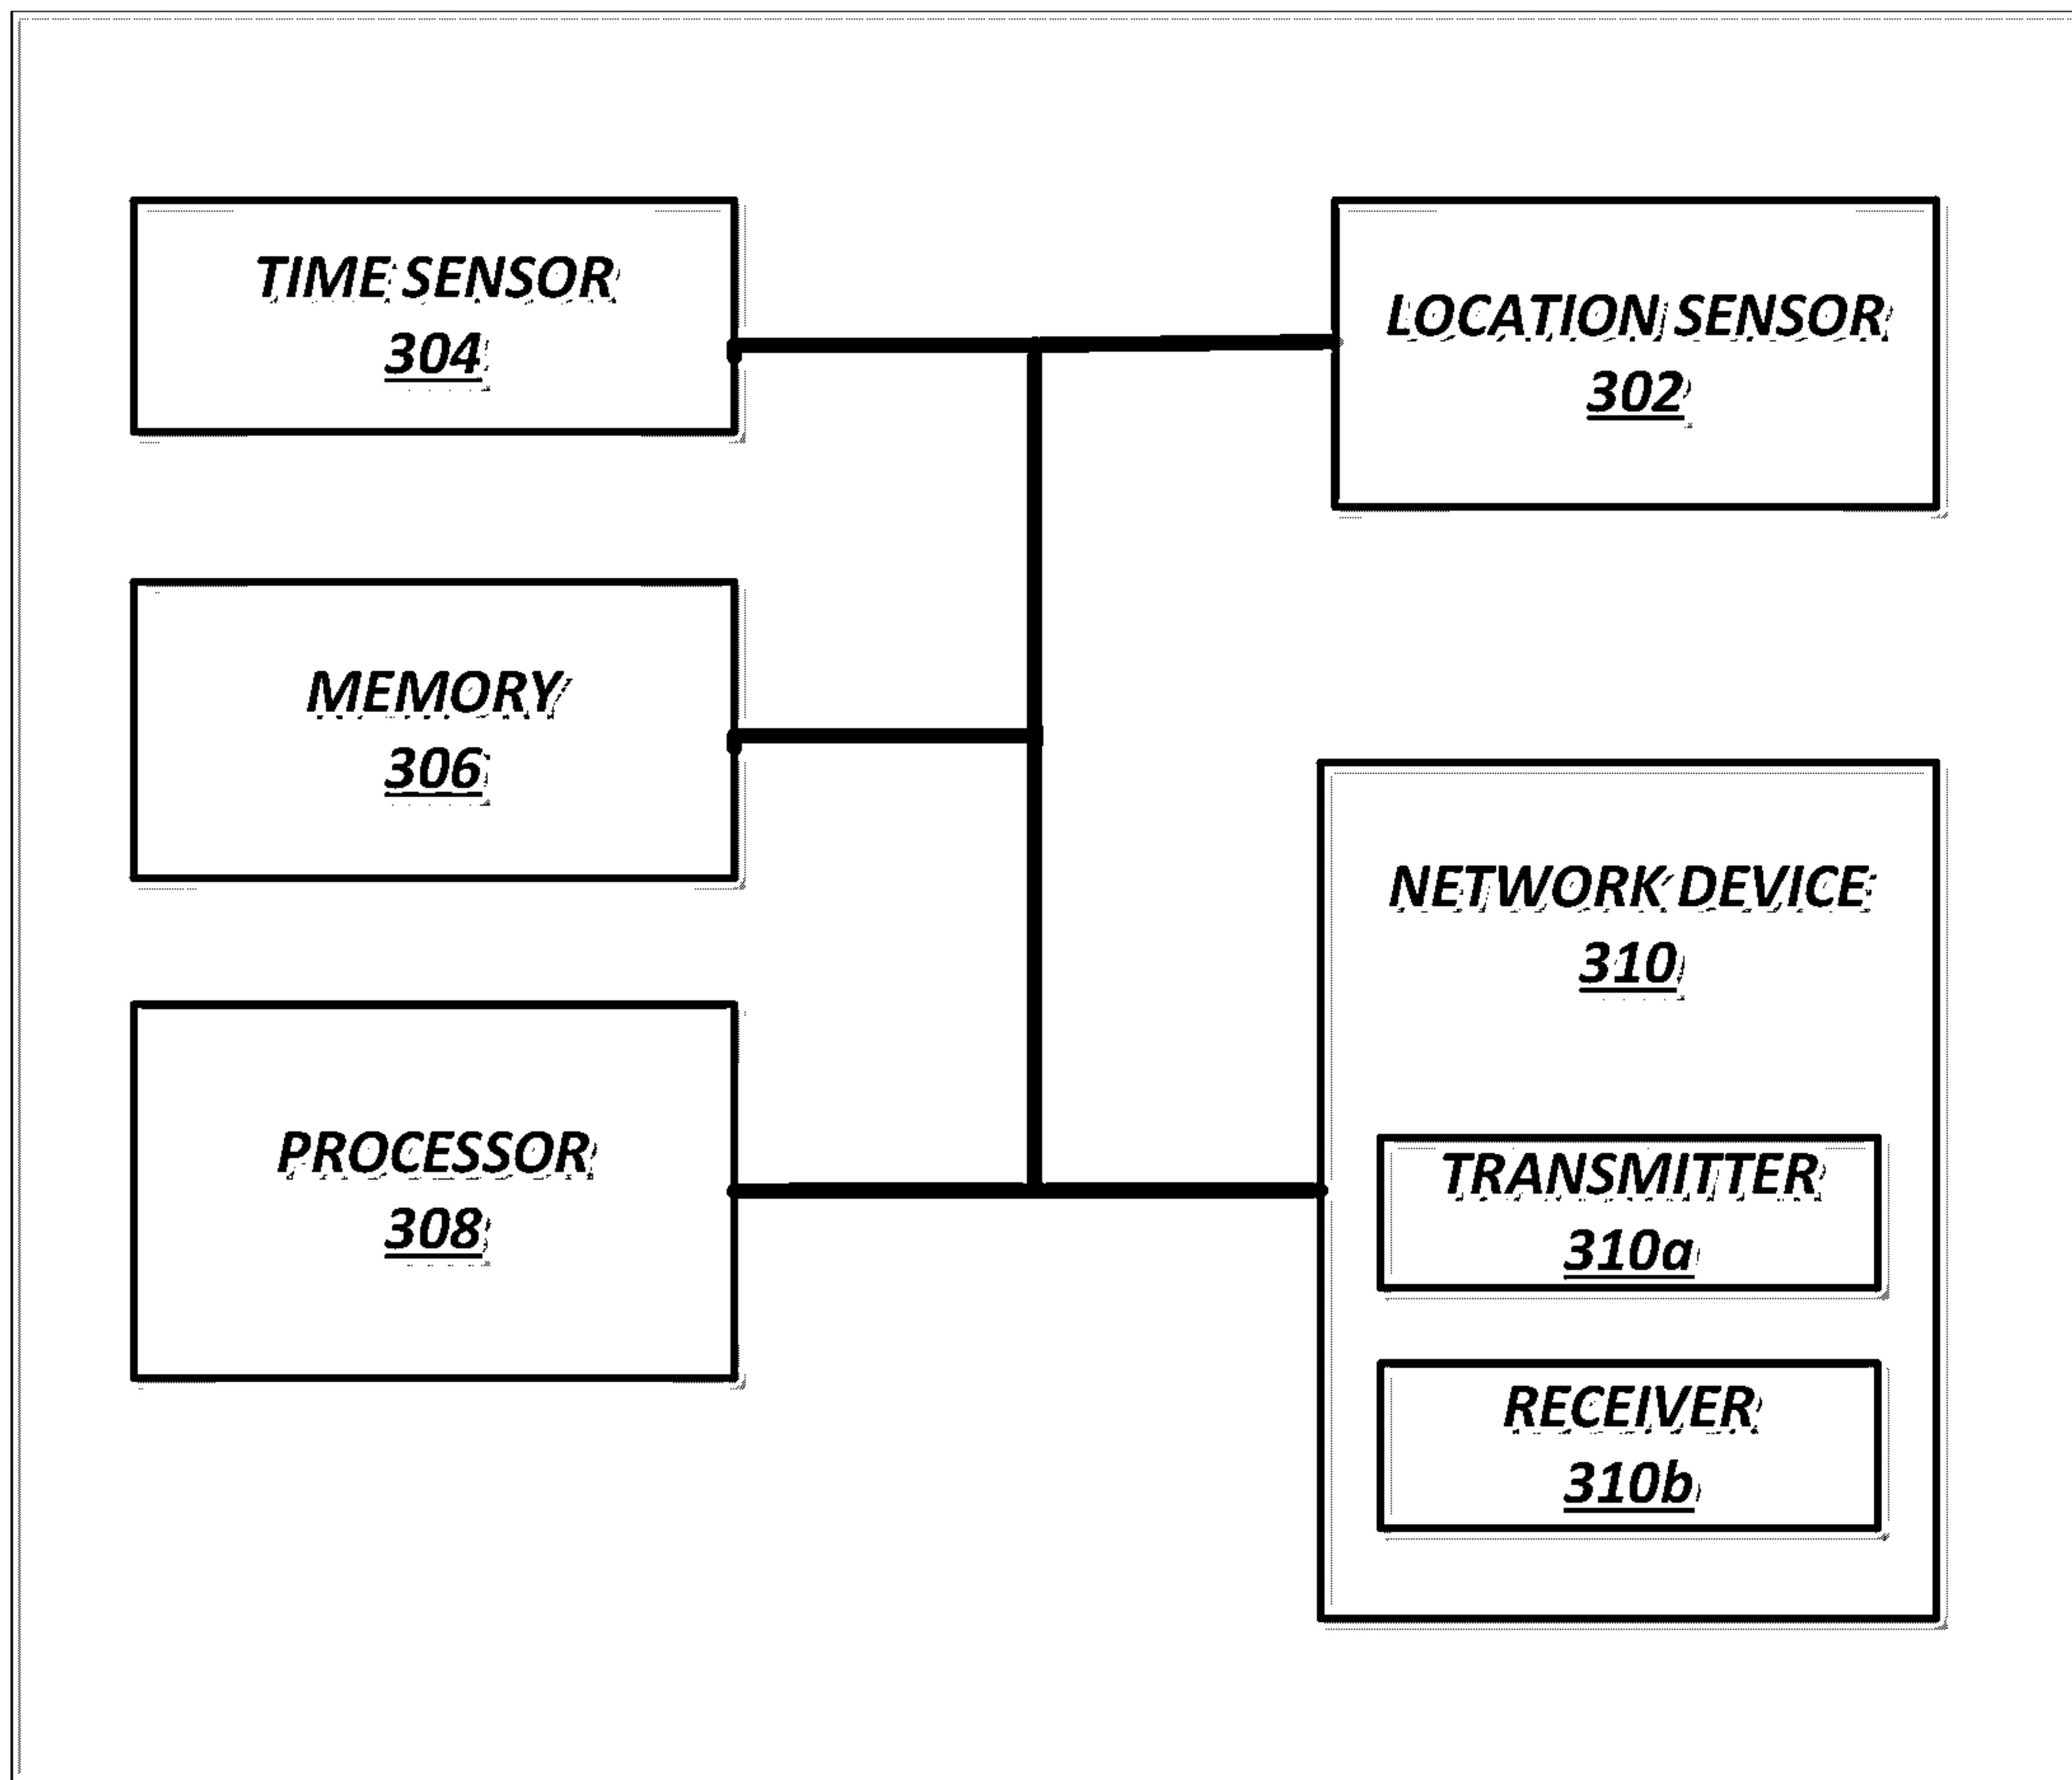 TIME SENSOR
304
LOCATION SENSOR
302
MEMORY
306
NETWORK DEVICE
310
PROCESSOR
308
TRANSMITTER
310a
RECEIVER
310b